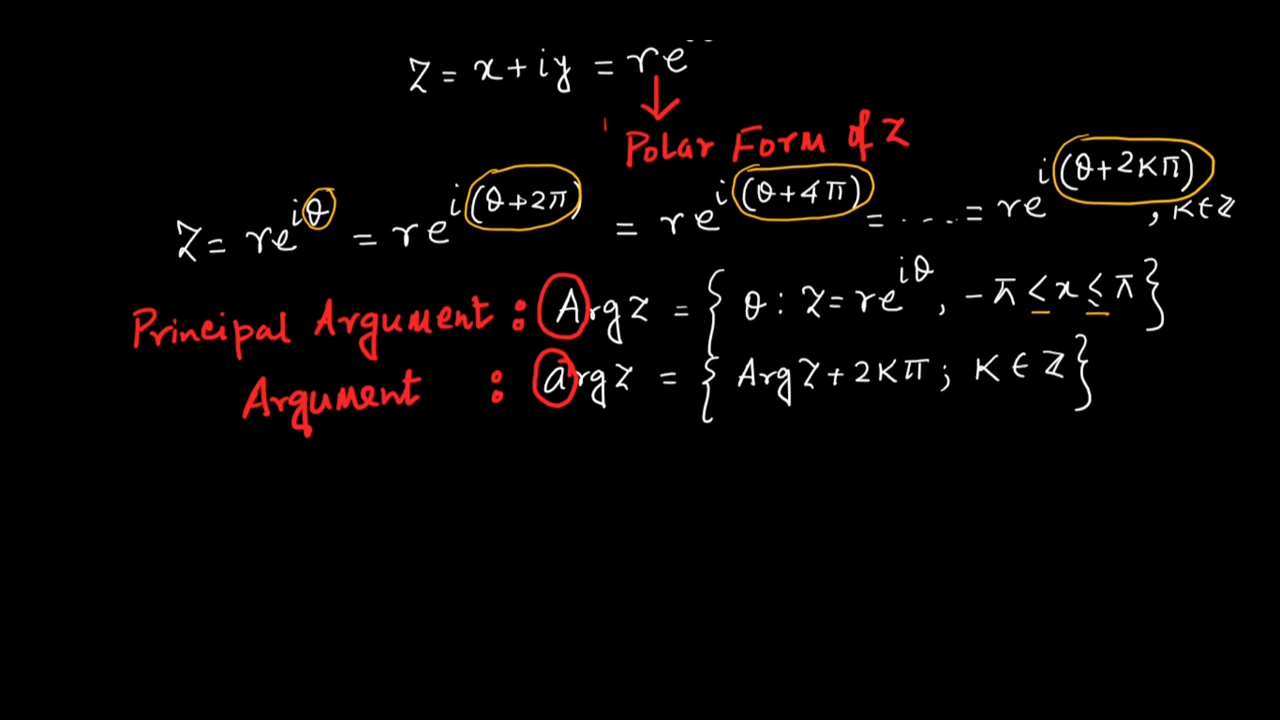 z = x + iy = re
Polar Form of z
z = re^{iθ} = re^{i(θ+2π)} = re^{i(θ+4π)} = .... = re^{i(θ+2kπ)}, k∈ℤ
Principal Argument : Arg z = { θ : z = re^{iθ}, -π ≤ x ≤ π }
Argument : arg z = { Arg z + 2kπ ; k ∈ ℤ }